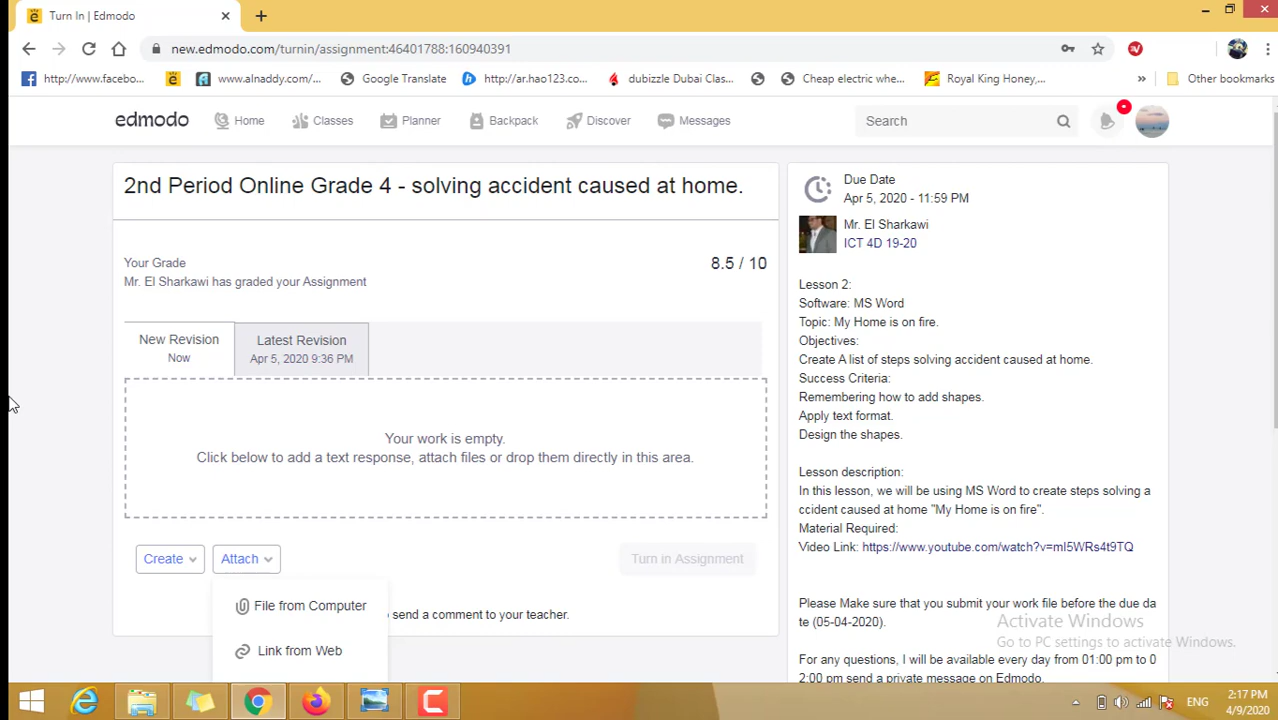 Turn In | Edmodo
new.edmodo.com/turnin/assignment:46401788:160940391
http://www.facebo...
www.alnaddy.com/...
Google Translate
http://ar.hao123.co...
dubizzle Dubai Clas...
Cheap electric whe...
Royal King Honey,...
»
Other bookmarks
edmodo
Home
Classes
Planner
Backpack
Discover
Messages
Search
2nd Period Online Grade 4 - solving accident caused at home.
Your Grade
Mr. El Sharkawi has graded your Assignment
8.5 / 10
New Revision
Now
Latest Revision
Apr 5, 2020 9:36 PM
Your work is empty.
Click below to add a text response, attach files or drop them directly in this area.
Create
Attach
Turn in Assignment
File from Computer
send a comment to your teacher.
Link from Web
Due Date
Apr 5, 2020 - 11:59 PM
Mr. El Sharkawi
ICT 4D 19-20
Lesson 2:
Software: MS Word
Topic: My Home is on fire.
Objectives:
Create A list of steps solving accident caused at home.
Success Criteria:
Remembering how to add shapes.
Apply text format.
Design the shapes.
Lesson description:
In this lesson, we will be using MS Word to create steps solving a
ccident caused at home "My Home is on fire".
Material Required:
Video Link: https://www.youtube.com/watch?v=mI5WRs4t9TQ
Please Make sure that you submit your work file before the due da
te (05-04-2020).
For any questions, I will be available every day from 01:00 pm to 0
2:00 pm send a private message on Edmodo.
Activate Windows
Go to PC settings to activate Windows.
ENG
2:17 PM
4/9/2020